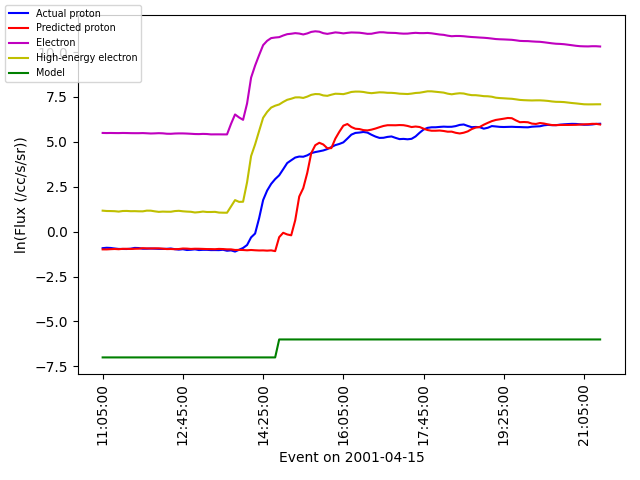 Actual proton
Predicted proton
Electron
High-energy electron
Model
10.0
7.5
5.0
2.5
0.0
−2.5
−5.0
−7.5
ln(Flux (/cc/s/sr))
11:05:00
12:45:00
14:25:00
16:05:00
17:45:00
19:25:00
21:05:00
Event on 2001-04-15